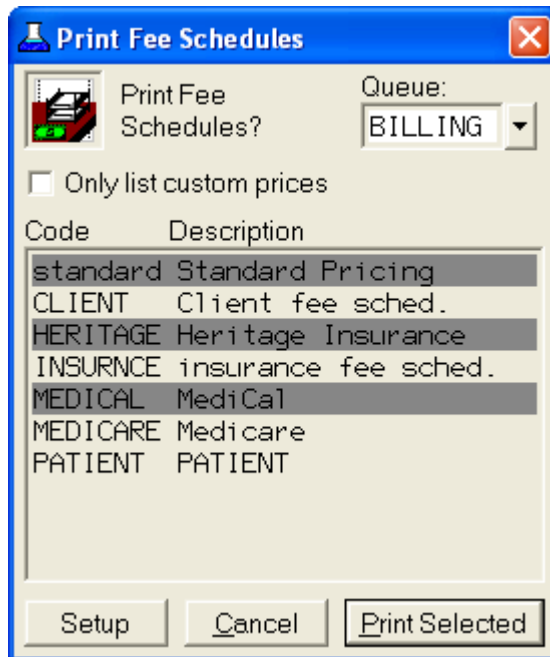 Print Fee Schedules
Print Fee
Schedules?
Queue:
BILLING
Only list custom prices
Code Description
standard Standard Pricing
CLIENT Client fee sched.
HERITAGE Heritage Insurance
INSURNCE insurance fee sched.
MEDICAL MediCal
MEDICARE Medicare
PATIENT PATIENT
Setup Cancel Print Selected